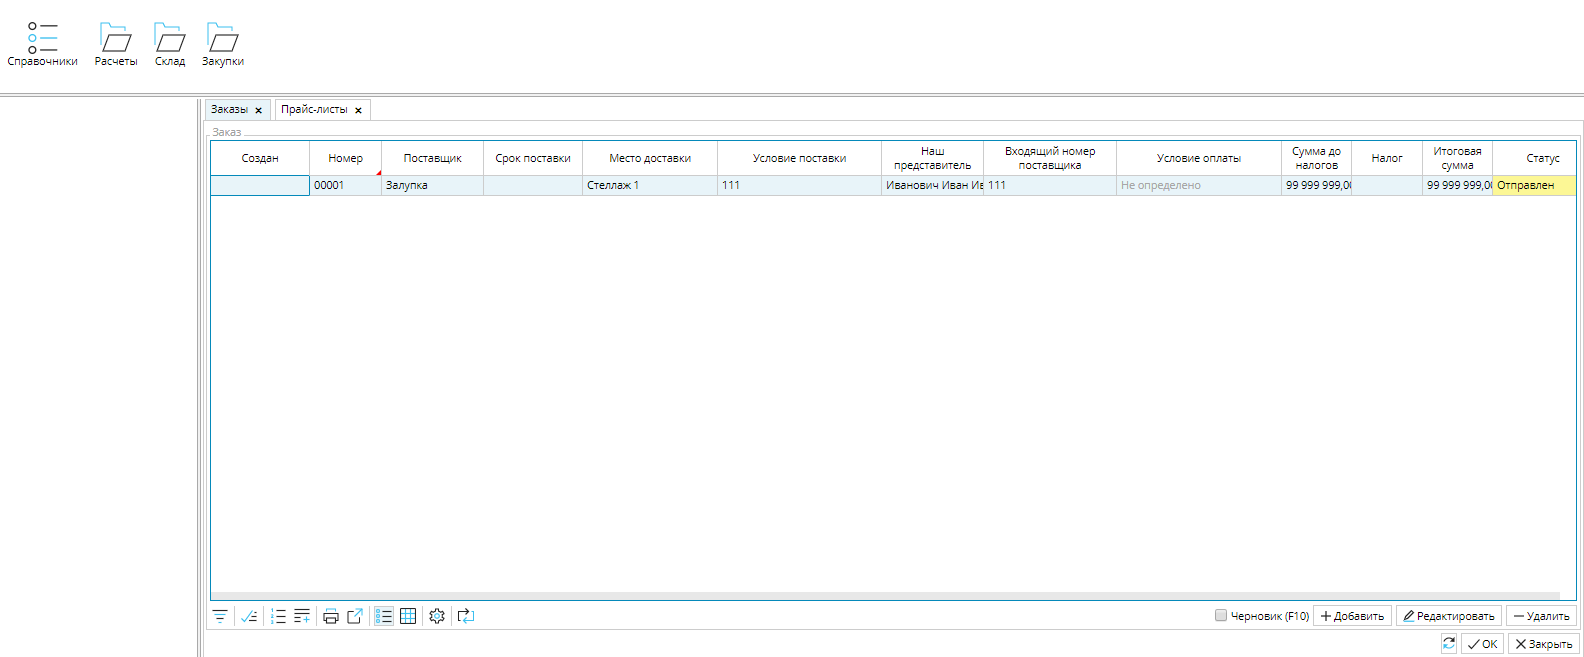 Справочники Расчеты Склад Закупки
Заказы Прайс-листы
Заказ
Создан Номер Поставщик Срок поставки Место доставки Условие поставки Наш представитель Входящий номер поставщика Условие оплаты Сумма до налогов Налог Итоговая сумма Статус
00001 Залупка Стеллаж 1 111 Иванович Иван Ив 111 Не определено 99 999 999,0 99 999 999,0 Отправлен
Черновик (F10) Добавить Редактировать Удалить
OK Закрыть